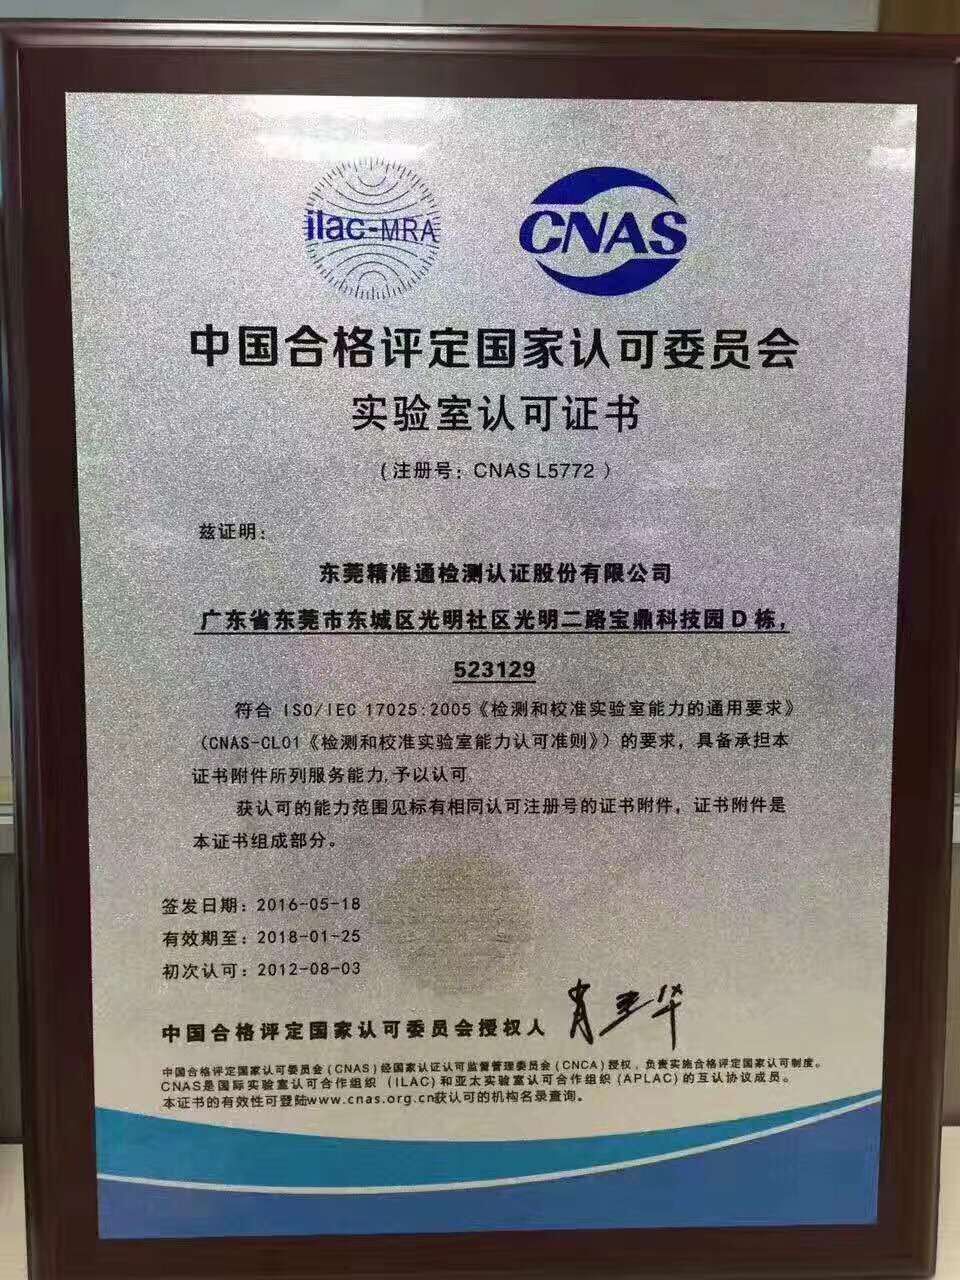 ilac-MRA
CNAS
中国合格评定国家认可委员会
实验室认可证书
(注册号: CNAS L5772 )
兹证明:
东莞精准通检测认证股份有限公司
广东省东莞市东城区光明社区光明二路宝鼎科技园 D 栋,
523129
符合 ISO/IEC 17025:2005《检测和校准实验室能力的通用要求》
（CNAS-CL01《检测和校准实验室能力认可准则》）的要求，具备承担本
证书附件所列服务能力,予以认可.
获认可的能力范围见标有相同认可注册号的证书附件，证书附件是
本证书组成部分。
签发日期: 2016-05-18
有效期至: 2018-01-25
初次认可: 2012-08-03
中国合格评定国家认可委员会授权人 肖建华
中国合格评定国家认可委员会 (CNAS) 经国家认证认可监督管理委员会 (CNCA) 授权，负责实施合格评定国家认可制度。
CNAS是国际实验室认可合作组织 (ILAC) 和亚太实验室认可合作组织 (APLAC) 的互认协议成员。
本证书的有效性可登陆www.cnas.org.cn获认可的机构名录查询。